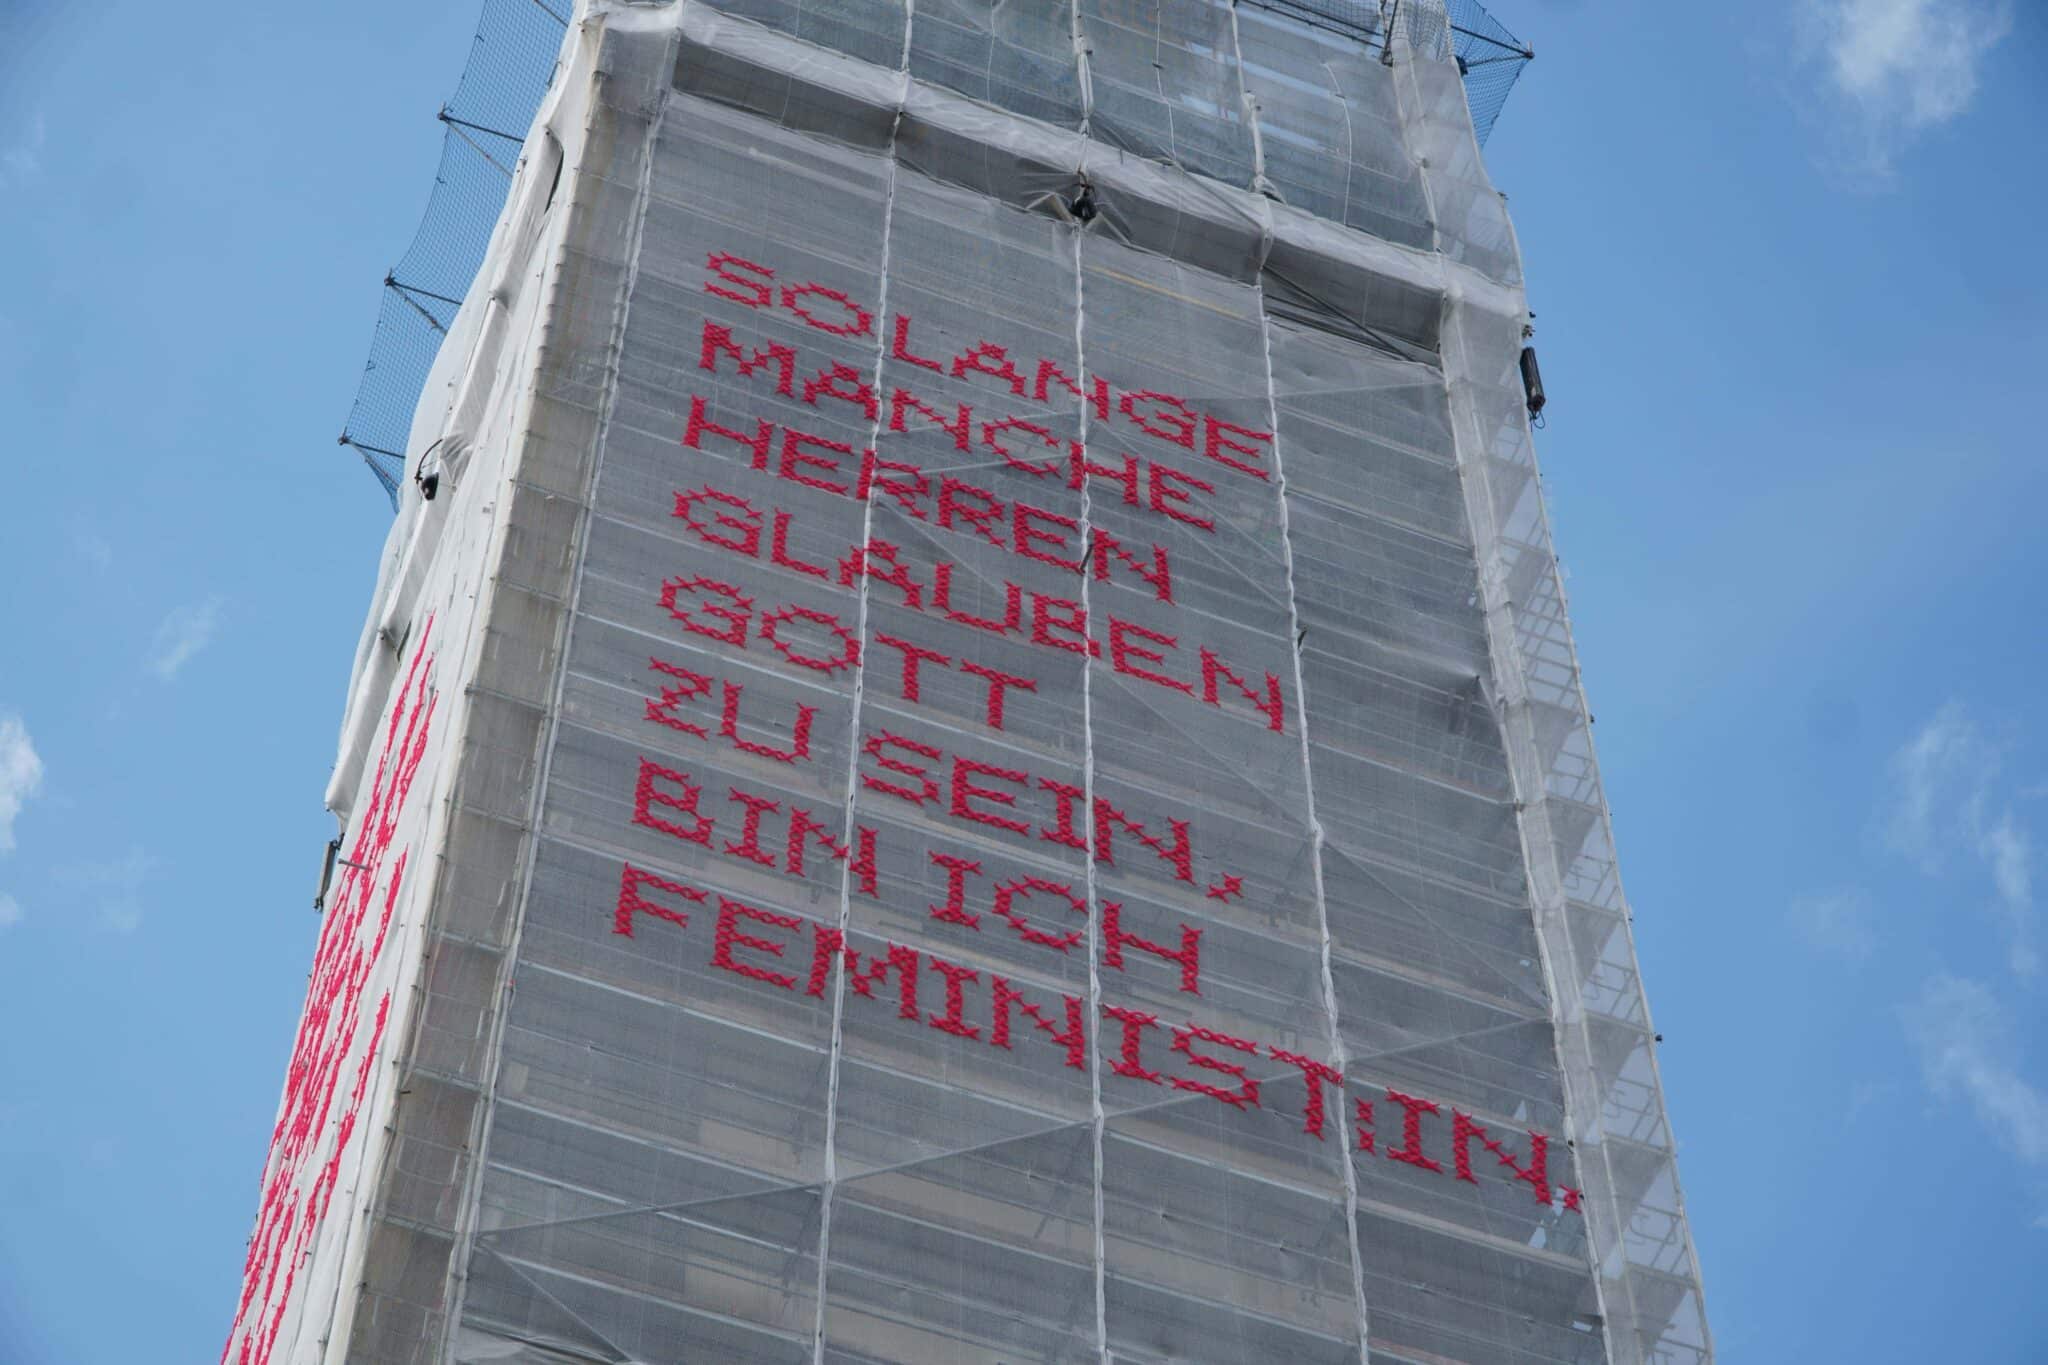 SOLANGE
MANCHE
HERREN
GLAUBEN
GOTT
ZU SEIN,
BIN ICH
FEMINIST:IN.